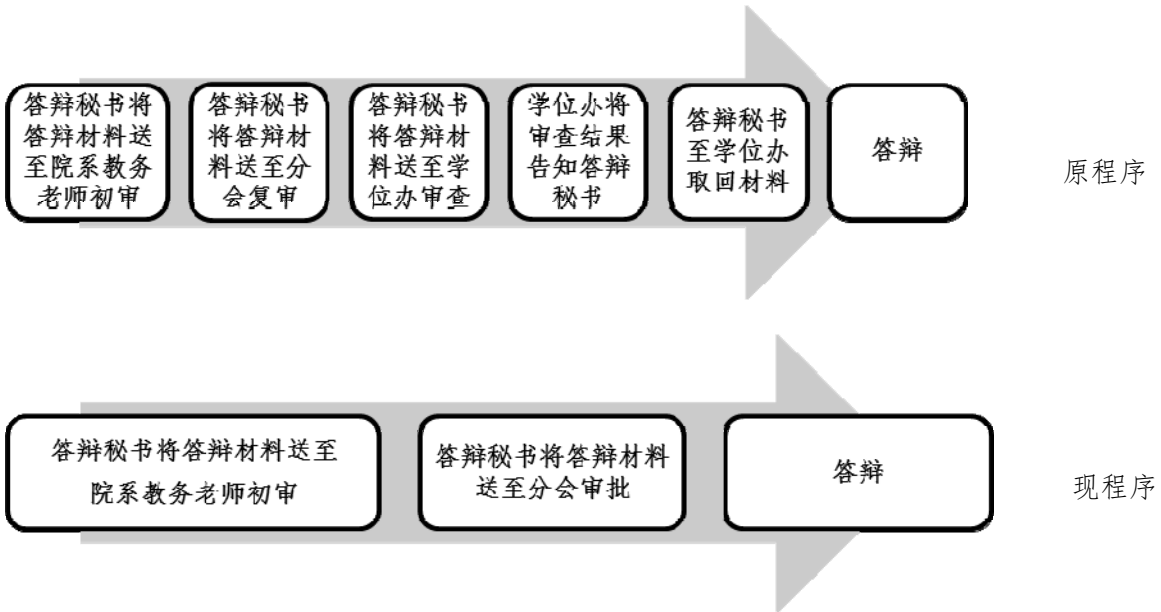 答辩秘书将
答辩材料送
至院系教务
老师初审
答辩秘书
将答辩材
料送至分
会复审
答辩秘书
将答辩材
料送至学
位办审查
学位办将
审查结果
告知答辩
秘书
答辩秘书
至学位办
取回材料
答辩
原程序
答辩秘书将答辩材料送至
院系教务老师初审
答辩秘书将答辩材料
送至分会审批
答辩
现程序